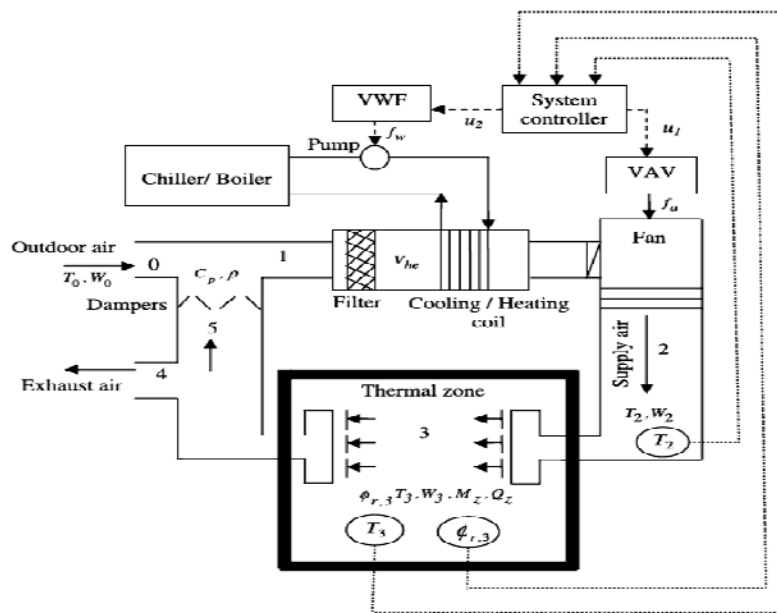 VWF
System
controller
u2
u1
fw
Pump
VAV
Chiller/ Boiler
fa
Fan
Outdoor air
0
1
T0, W0
Cp, ρ
Vhe
Dampers
Filter
Cooling / Heating
coil
5
Supply air
2
4
Exhaust air
Thermal zone
3
T2, W2
T2
ϕr,3 T3, W3, Mz, Qz
T3
ϕr,3